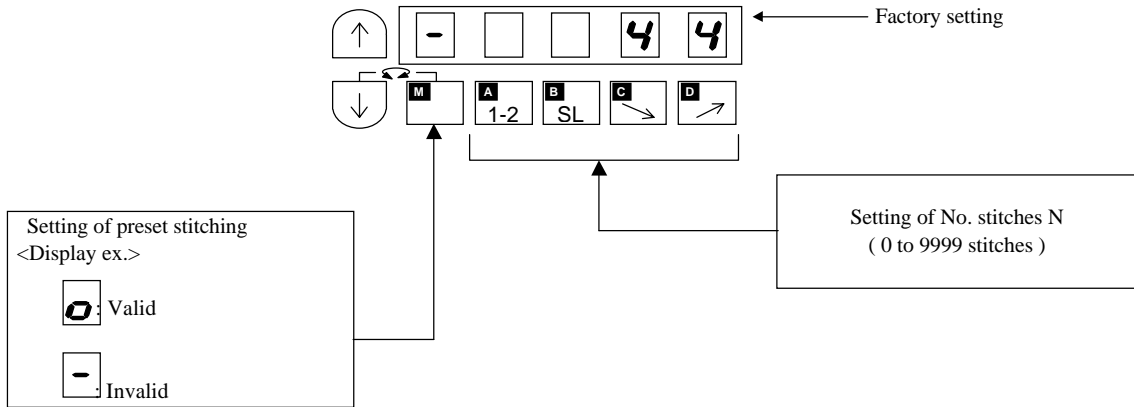 Factory setting
- 4 4
M A B C D
1-2 SL
Setting of preset stitching
<Display ex.>
o : Valid
- : Invalid
Setting of No. stitches N
( 0 to 9999 stitches )